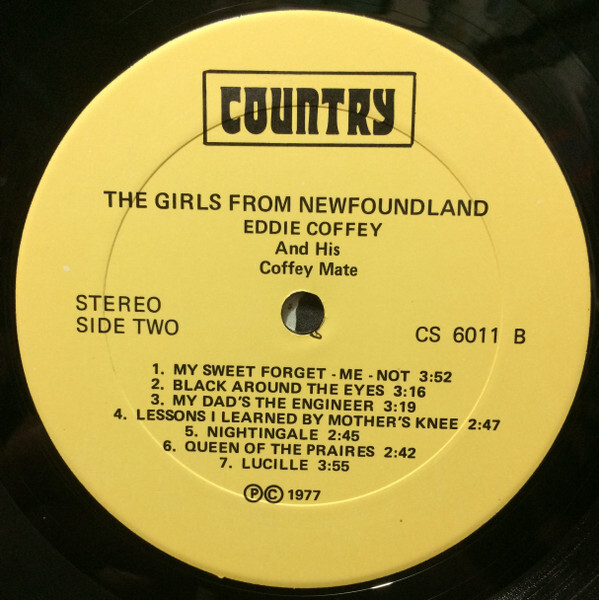 COUNTRY
THE GIRLS FROM NEWFOUNDLAND
EDDIE COFFEY
And His
Coffey Mate
STEREO
SIDE TWO
CS 6011 B
1. MY SWEET FORGET - ME - NOT 3:52
2. BLACK AROUND THE EYES 3:16
3. MY DAD'S THE ENGINEER 3:19
4. LESSONS I LEARNED BY MOTHER'S KNEE 2:47
5. NIGHTINGALE 2:45
6. QUEEN OF THE PRAIRES 2:42
7. LUCILLE 3:55
Ⓟ© 1977